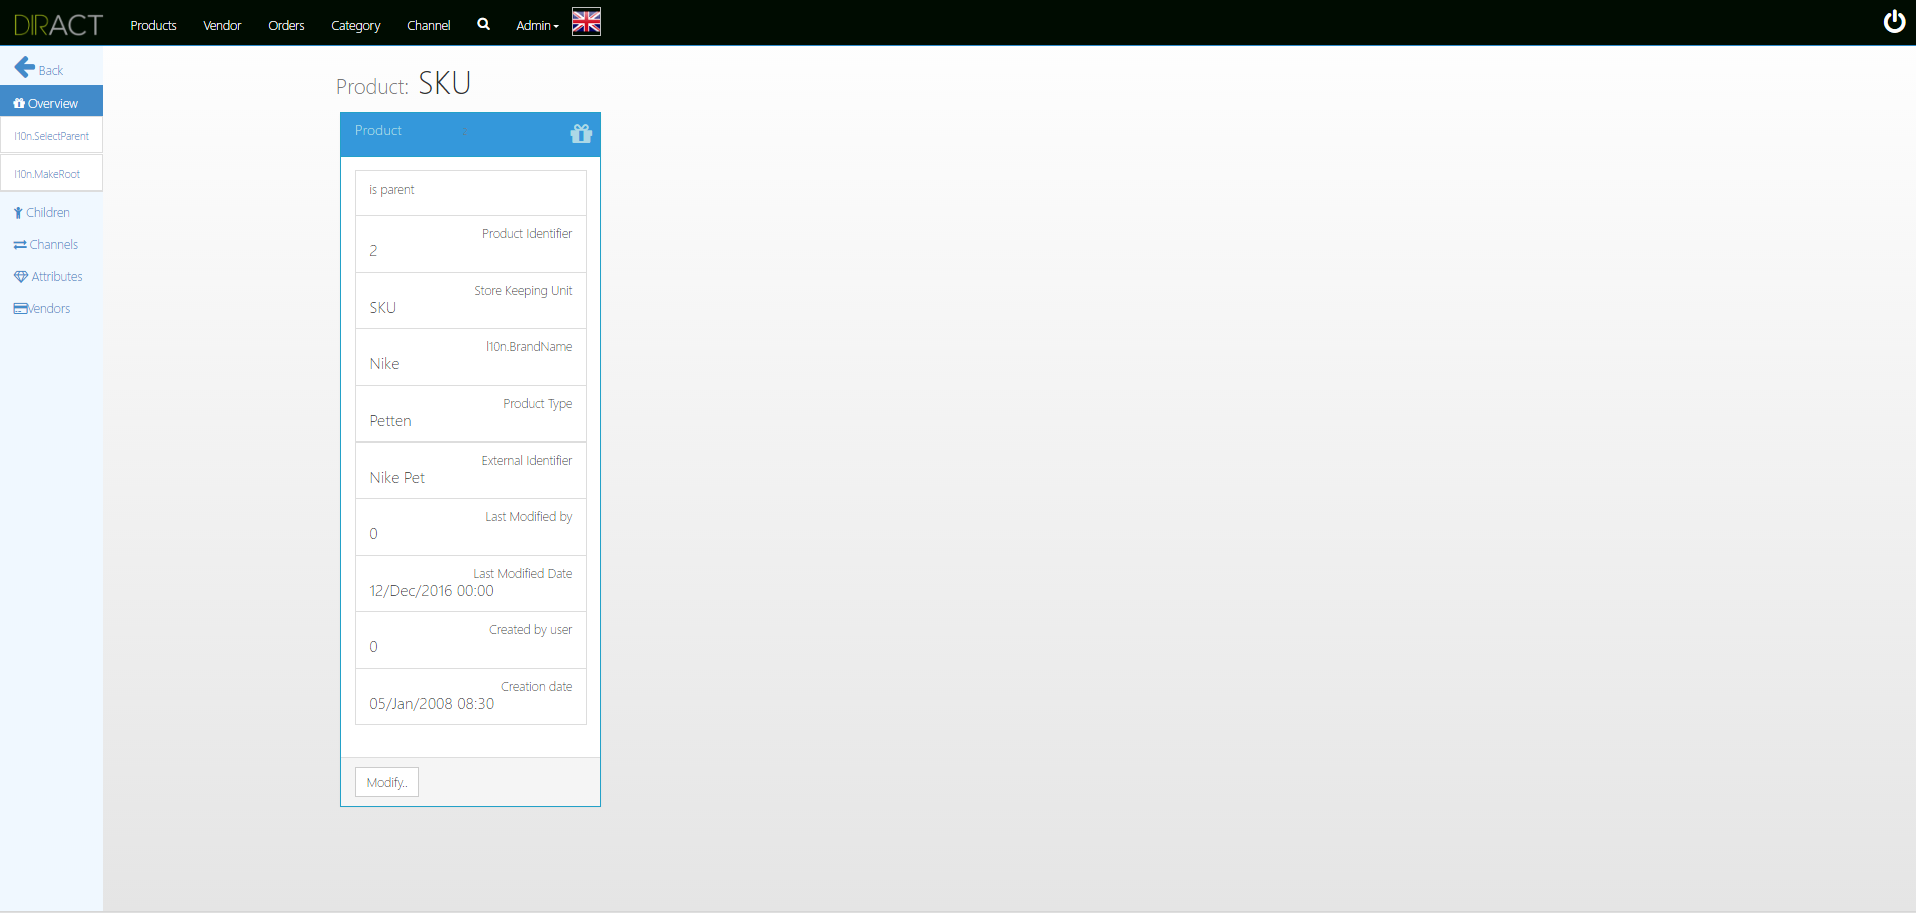 DIRACT Products Vendor Orders Category Channel Admin
Back
Overview
l10n.SelectParent
l10n.MakeRoot
Children
Channels
Attributes
Vendors
Product: SKU
Product 2
is parent
Product Identifier
2
Store Keeping Unit
SKU
l10n.BrandName
Nike
Product Type
Petten
External Identifier
Nike Pet
Last Modified by
0
Last Modified Date
12/Dec/2016 00:00
Created by user
0
Creation date
05/Jan/2008 08:30
Modify..